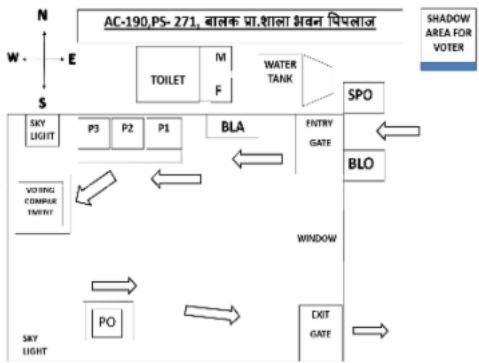 N
AC-190,PS- 271, बालक प्रा.शाला भवन पिपलाज
SHADOW
AREA FOR
VOTER
W
E
S
TOILET
M
F
WATER
TANK
SPO
SKY
LIGHT
P3
P2
P1
BLA
ENTRY
GATE
BLO
VOTING
COMPAR
TMENT
WINDOW
PO
EXIT
GATE
SKY
LIGHT